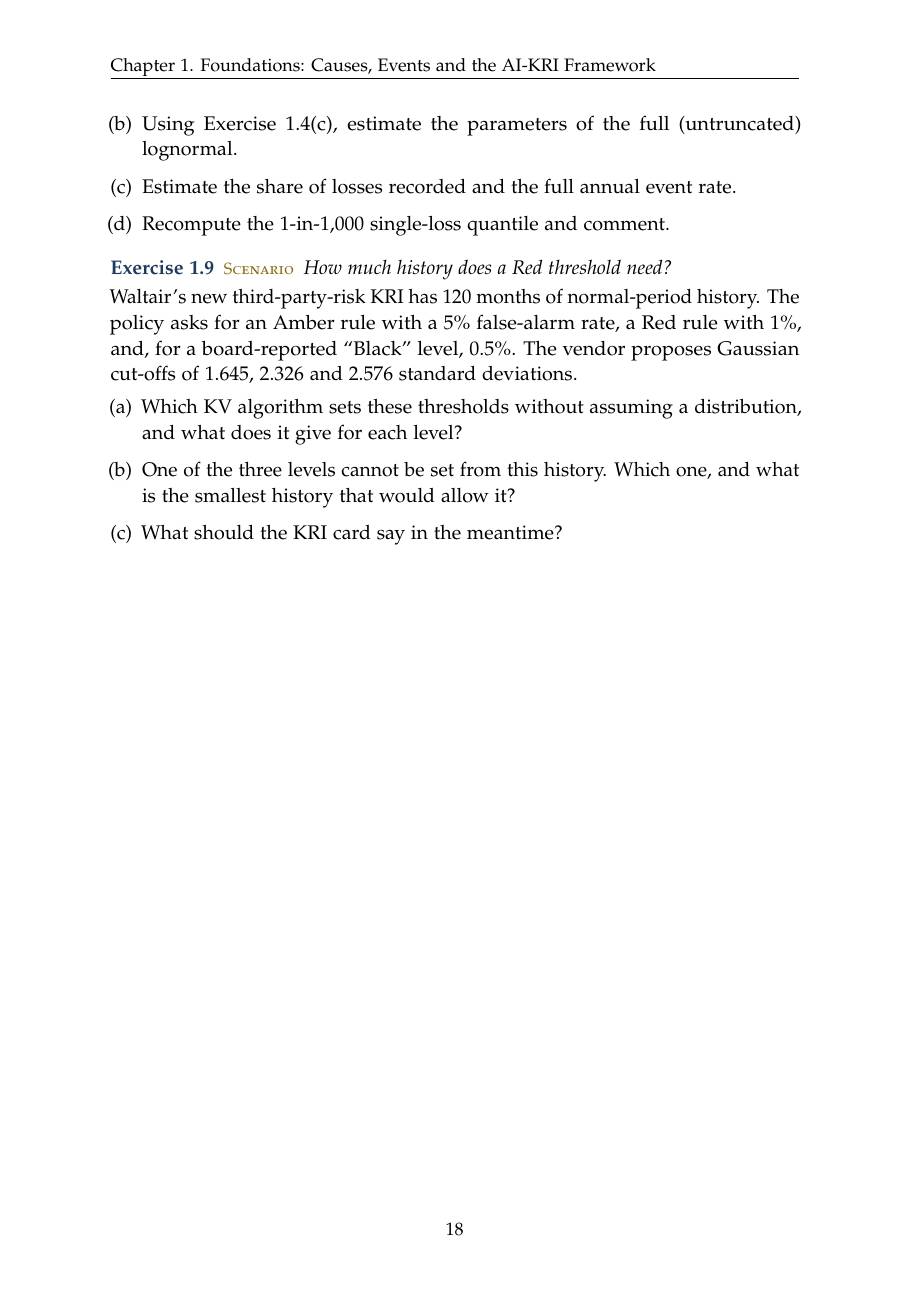 Chapter 1. Foundations: Causes, Events and the AI-KRI Framework
(b) Using Exercise 1.4(c), estimate the parameters of the full (untruncated)
lognormal.
(c) Estimate the share of losses recorded and the full annual event rate.
(d) Recompute the 1-in-1,000 single-loss quantile and comment.
Exercise 1.9 Scenario How much history does a Red threshold need?
Waltair’s new third-party-risk KRI has 120 months of normal-period history. The
policy asks for an Amber rule with a 5% false-alarm rate, a Red rule with 1%,
and, for a board-reported “Black” level, 0.5%. The vendor proposes Gaussian
cut-offs of 1.645, 2.326 and 2.576 standard deviations.
(a) Which KV algorithm sets these thresholds without assuming a distribution,
and what does it give for each level?
(b) One of the three levels cannot be set from this history. Which one, and what
is the smallest history that would allow it?
(c) What should the KRI card say in the meantime?
18